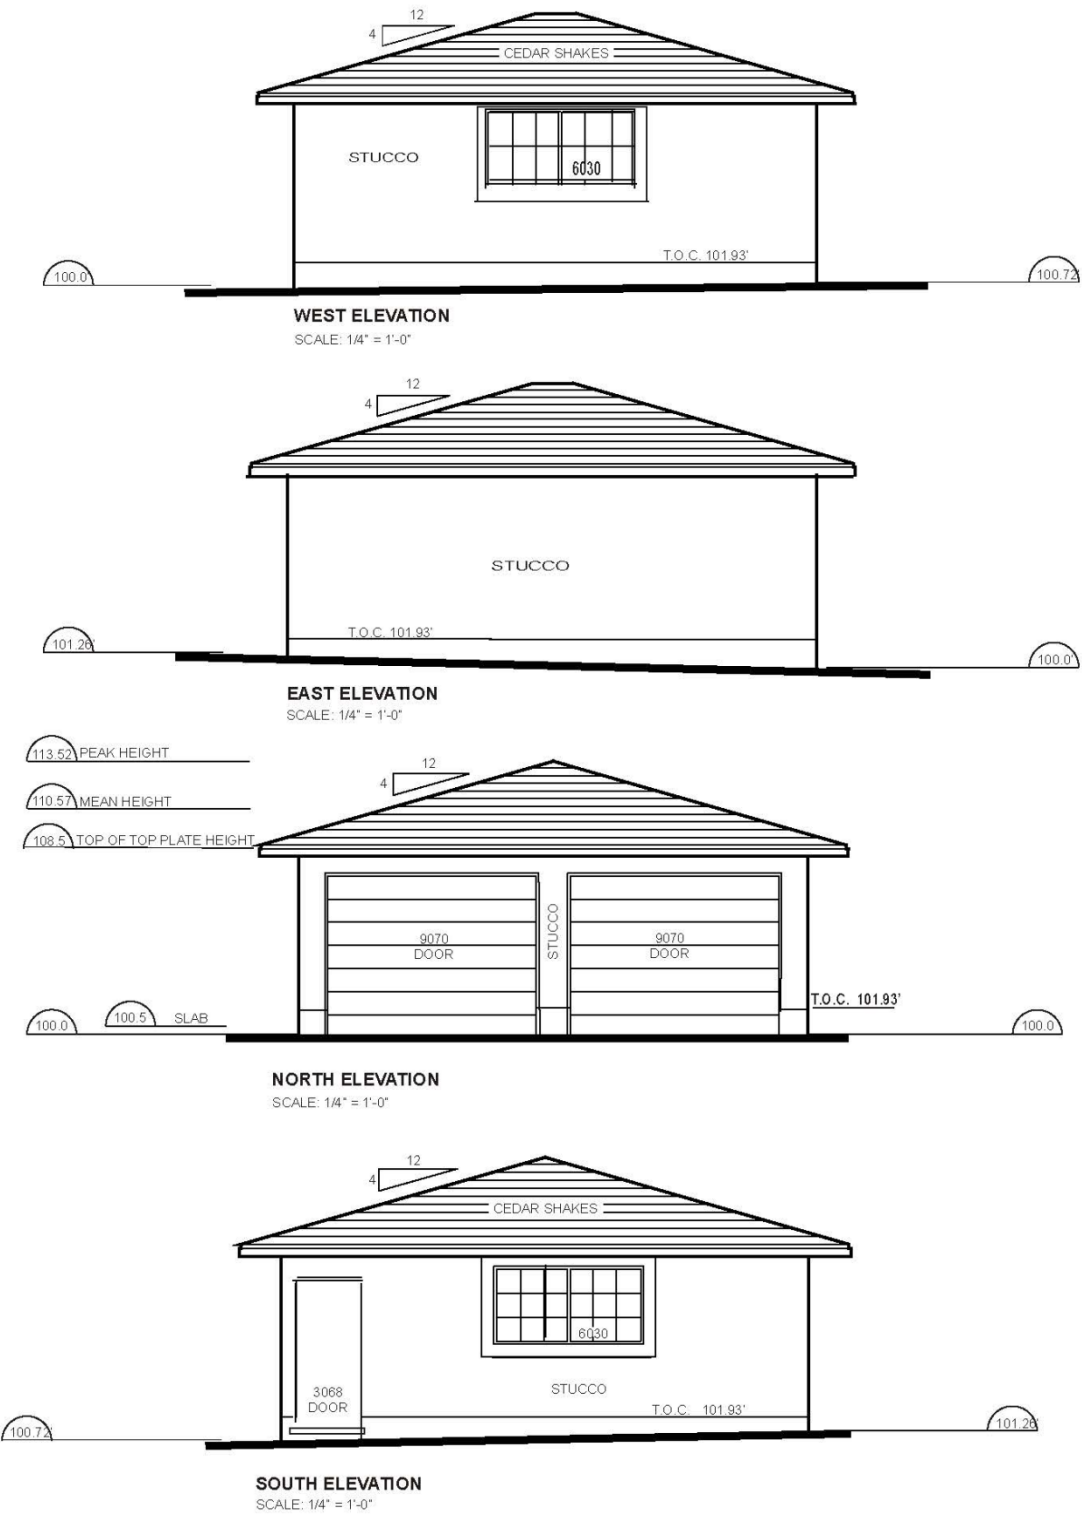 12
4
CEDAR SHAKES
STUCCO
6030
T.O.C. 101.93'
100.0'
100.72'
WEST ELEVATION
SCALE: 1/4" = 1'-0"
12
4
STUCCO
T.O.C. 101.93'
101.26'
100.0'
EAST ELEVATION
SCALE: 1/4" = 1'-0"
113.52 PEAK HEIGHT
12
4
110.57 MEAN HEIGHT
108.5 TOP OF TOP PLATE HEIGHT
9070
DOOR
STUCCO
9070
DOOR
T.O.C. 101.93'
100.0
100.5 SLAB
100.0
NORTH ELEVATION
SCALE: 1/4" = 1'-0"
12
4
CEDAR SHAKES
6030
3068
DOOR
STUCCO
T.O.C. 101.93'
100.72'
101.26'
SOUTH ELEVATION
SCALE: 1/4" = 1'-0"